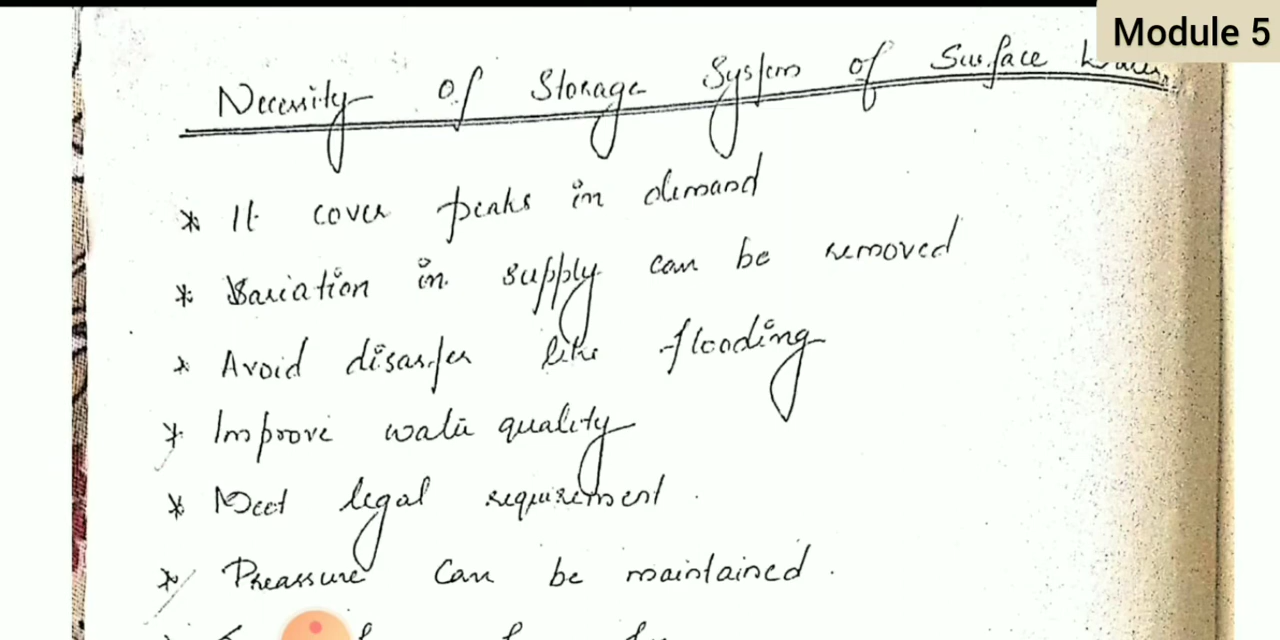 Module 5
Necessity of Storage System of Surface
* It cover peaks in demand
* Variation in supply can be removed
* Avoid disaster like flooding
* Improve water quality
* Meet legal requirement.
* Preassure can be maintained.